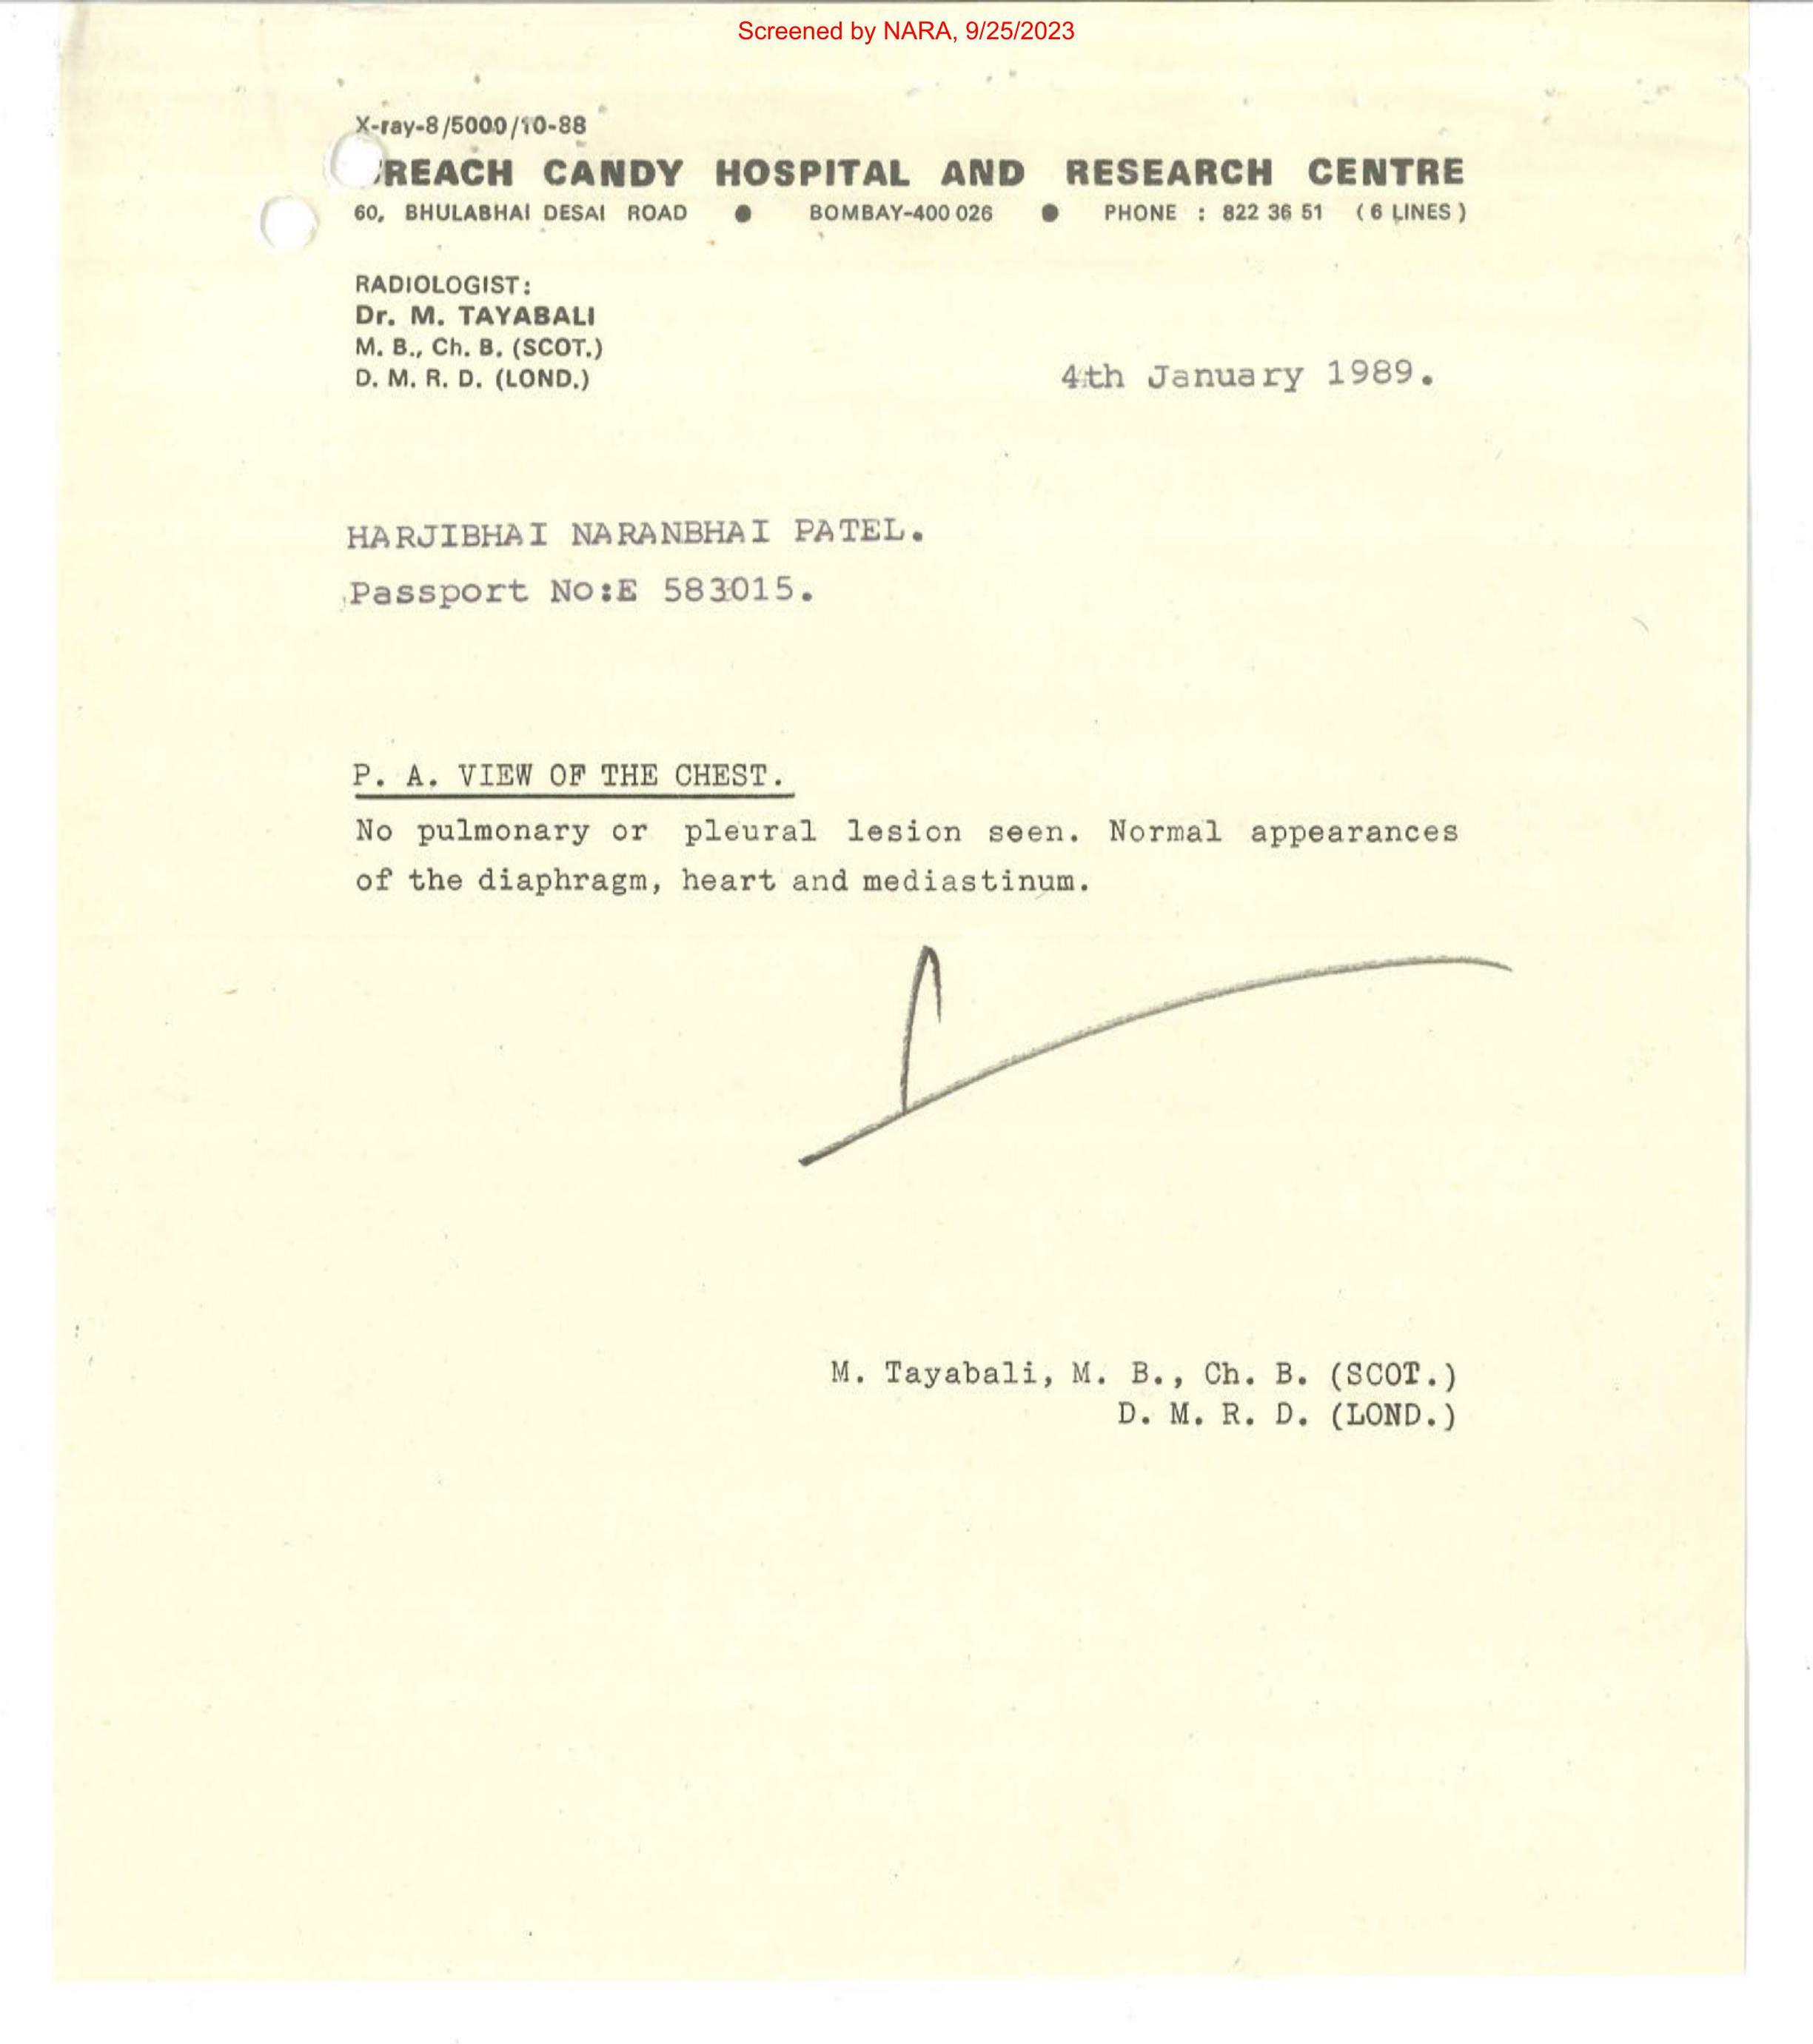 Screened by NARA, 9/25/2023
X-ray-8/5000/10-88
REACH CANDY HOSPITAL AND RESEARCH CENTRE
60, BHULABHAI DESAI ROAD ● BOMBAY-400 026 ● PHONE : 822 36 51 ( 6 LINES )
RADIOLOGIST:
Dr. M. TAYABALI
M. B., Ch. B. (SCOT.)
D. M. R. D. (LOND.)
4th January 1989.
HARJIBHAI NARANBHAI PATEL.
Passport No:E 583015.
P. A. VIEW OF THE CHEST.
No pulmonary or pleural lesion seen. Normal appearances
of the diaphragm, heart and mediastinum.
M. Tayabali, M. B., Ch. B. (SCOT.)
D. M. R. D. (LOND.)